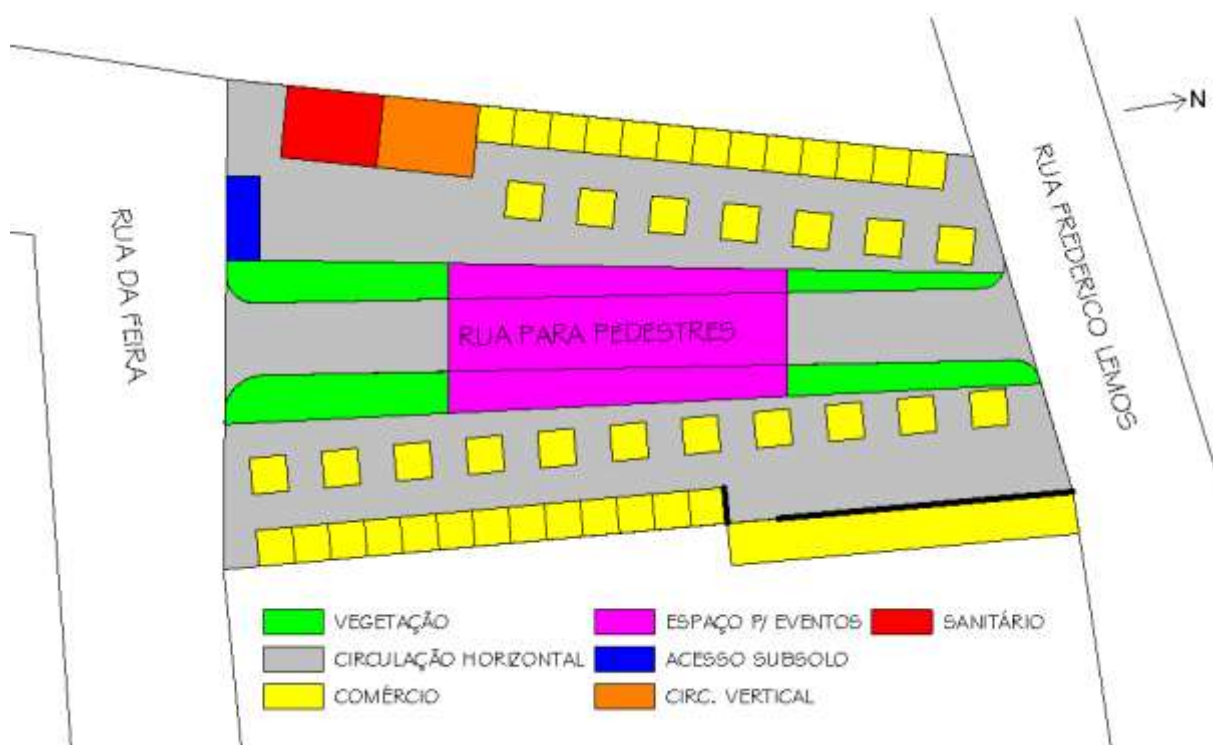 N
RUA FREDERICO LEMOS
RUA DA FEIRA
RUA PARA PEDESTRES
VEGETAÇÃO
ESPAÇO P/ EVENTOS
SANITÁRIO
CIRCULAÇÃO HORIZONTAL
ACESSO SUBSOLO
COMÉRCIO
CIRC. VERTICAL